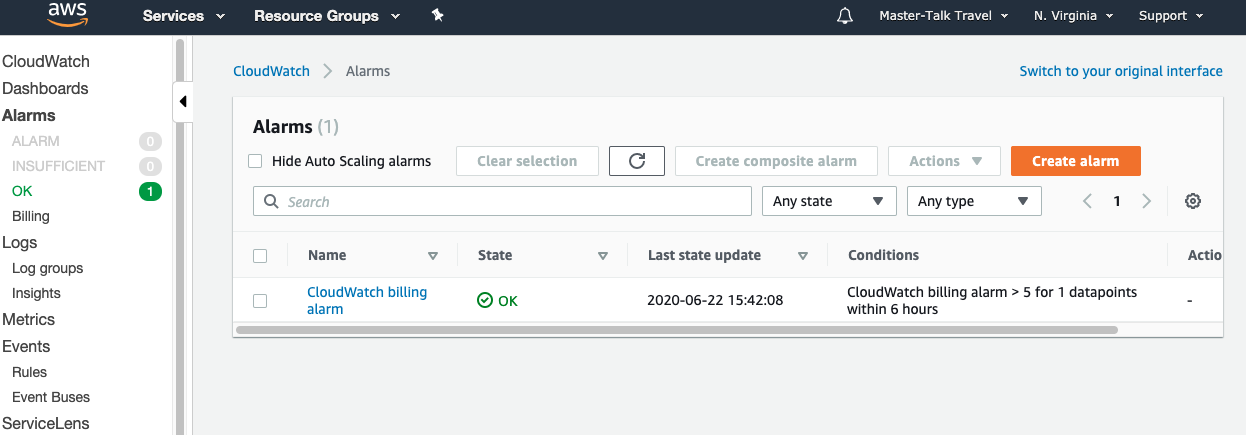 aws Services Resource Groups Master-Talk Travel N. Virginia Support
CloudWatch
Dashboards
Alarms
ALARM 0
INSUFFICIENT 0
OK 1
Billing
Logs
Log groups
Insights
Metrics
Events
Rules
Event Buses
ServiceLens
CloudWatch Alarms
Switch to your original interface
Alarms (1)
Hide Auto Scaling alarms Clear selection Create composite alarm Actions Create alarm
Search Any state Any type 1
Name State Last state update Conditions Actio
CloudWatch billing
alarm
OK
2020-06-22 15:42:08
CloudWatch billing alarm > 5 for 1 datapoints
within 6 hours
-